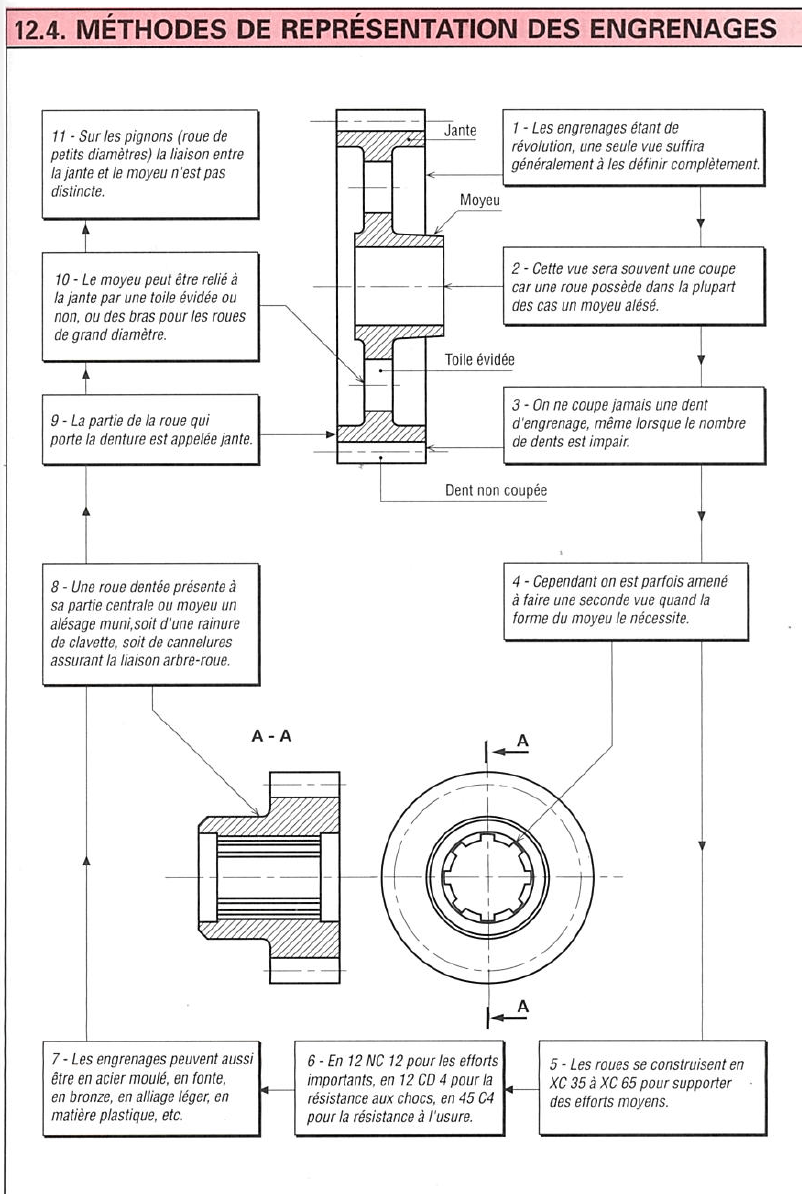 12.4. MÉTHODES DE REPRÉSENTATION DES ENGRENAGES
11 - Sur les pignons (roue de
petits diamètres) la liaison entre
la jante et le moyeu n'est pas
distincte.
Jante
1 - Les engrenages étant de
révolution, une seule vue suffira
généralement à les définir complètement.
Moyeu
10 - Le moyeu peut être relié à
la jante par une toile évidée ou
non, ou des bras pour les roues
de grand diamètre.
2 - Cette vue sera souvent une coupe
car une roue possède dans la plupart
des cas un moyeu alésé.
Toile évidée
9 - La partie de la roue qui
porte la denture est appelée jante.
3 - On ne coupe jamais une dent
d'engrenage, même lorsque le nombre
de dents est impair.
Dent non coupée
8 - Une roue dentée présente à
sa partie centrale ou moyeu un
alésage muni,soit d'une rainure
de clavette, soit de cannelures
assurant la liaison arbre-roue.
4 - Cependant on est parfois amené
à faire une seconde vue quand la
forme du moyeu le nécessite.
A - A
A
A
7 - Les engrenages peuvent aussi
être en acier moulé, en fonte,
en bronze, en alliage léger, en
matière plastique, etc.
6 - En 12 NC 12 pour les efforts
importants, en 12 CD 4 pour la
résistance aux chocs, en 45 C4
pour la résistance à l'usure.
5 - Les roues se construisent en
XC 35 à XC 65 pour supporter
des efforts moyens.